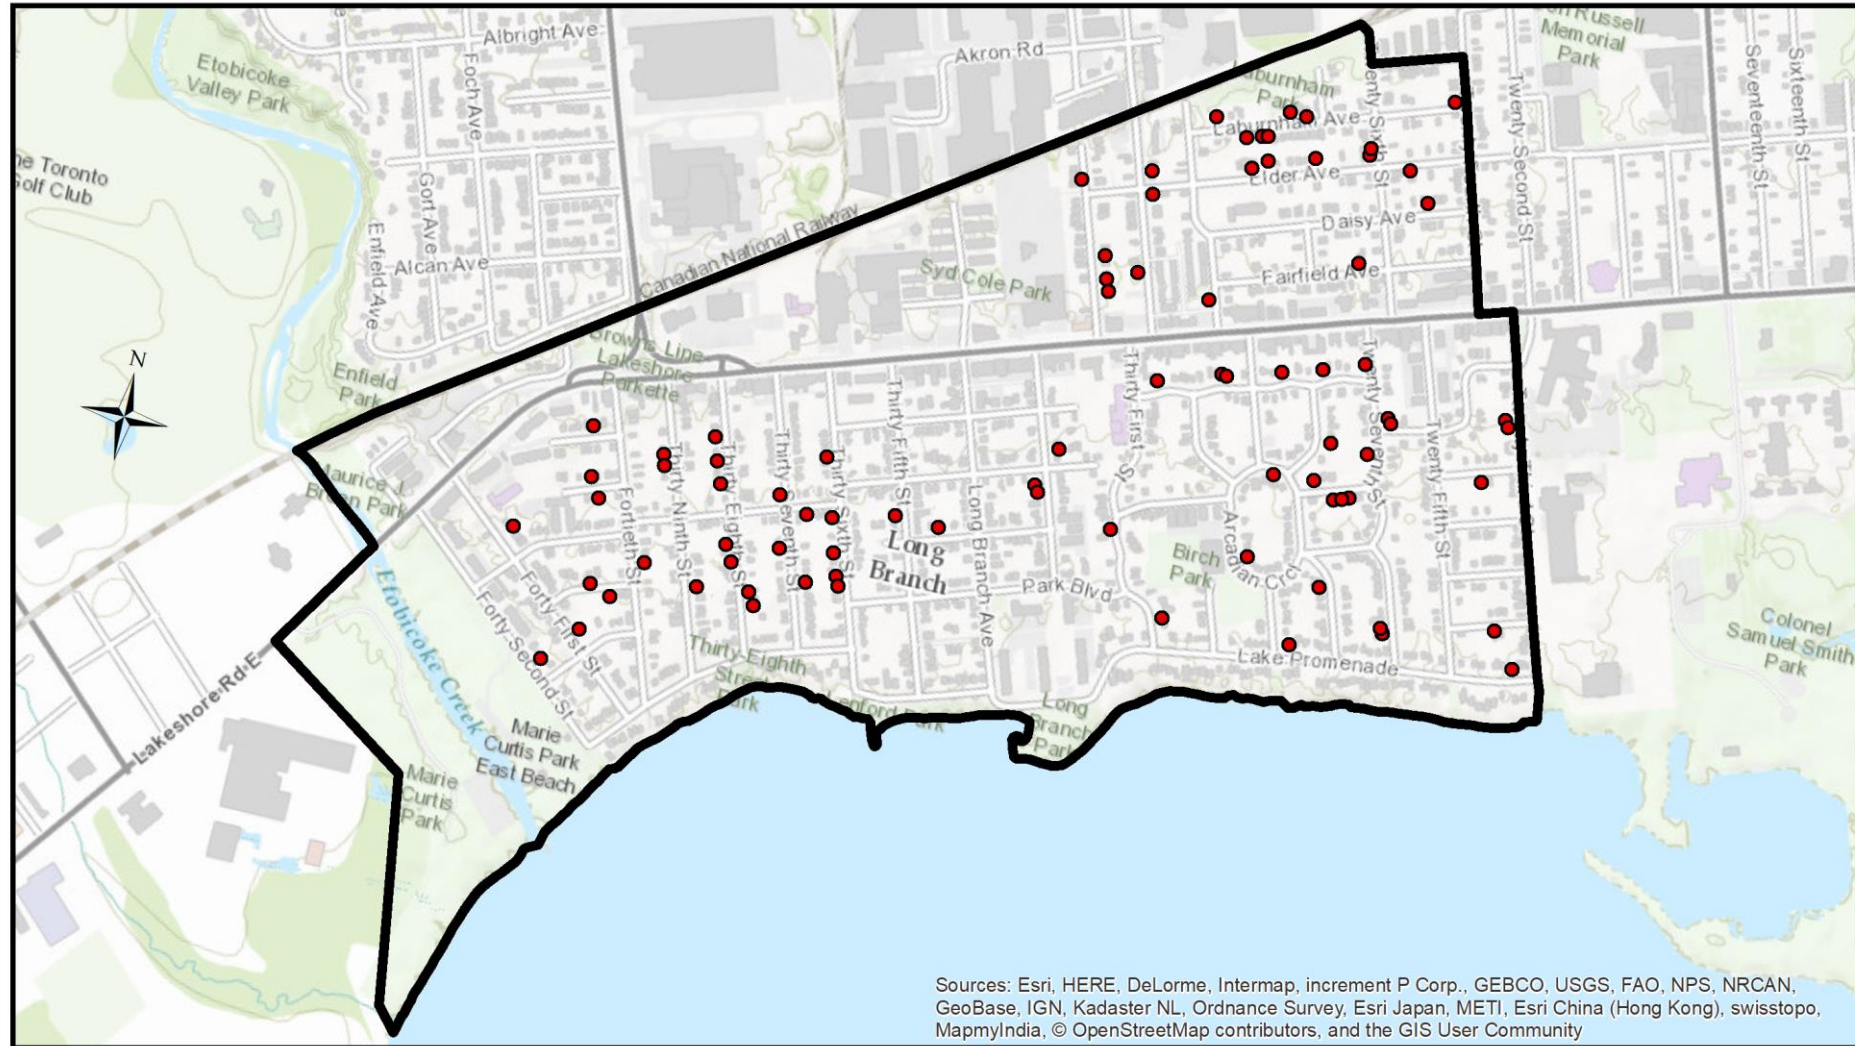 Albright Ave
Foch Ave
Etobicoke
Valley Park
Akron Rd
Russell
Memorial
Park
Seventeenth St
Sixteenth St
Twenty Second St
Laburnham
Park
Laburnham Ave
Elder Ave
Daisy Ave
Fairfield Ave
Twenty Sixth St
Toronto
Golf Club
Gort Ave
Enfield Ave
Alcan Ave
Canadian National Railway
Syd Cole Park
N
Enfield
Park
Browns Line
Lakeshore
Parkette
Maurice J.
Breen Park
Thirty First St
Twenty Seventh St
Twenty Fifth St
Thirty Fifth St
Thirty Sixth St
Thirty Seventh St
Thirty Eighth St
Thirty Ninth St
Fortieth St
Forty First St
Forty Second St
Long
Branch
Long Branch Ave
Park Blvd
Birch
Park
Arcadian Crcl
Lake Promenade
Thirty Eighth
Street
Park
Lenford Park
Long
Branch
Park
Etobicoke Creek
Lakeshore Rd E
Marie
Curtis Park
East Beach
Marie
Curtis
Park
Colonel
Samuel Smith
Park
Sources: Esri, HERE, DeLorme, Intermap, increment P Corp., GEBCO, USGS, FAO, NPS, NRCAN,
GeoBase, IGN, Kadaster NL, Ordnance Survey, Esri Japan, METI, Esri China (Hong Kong), swisstopo,
MapmyIndia, © OpenStreetMap contributors, and the GIS User Community